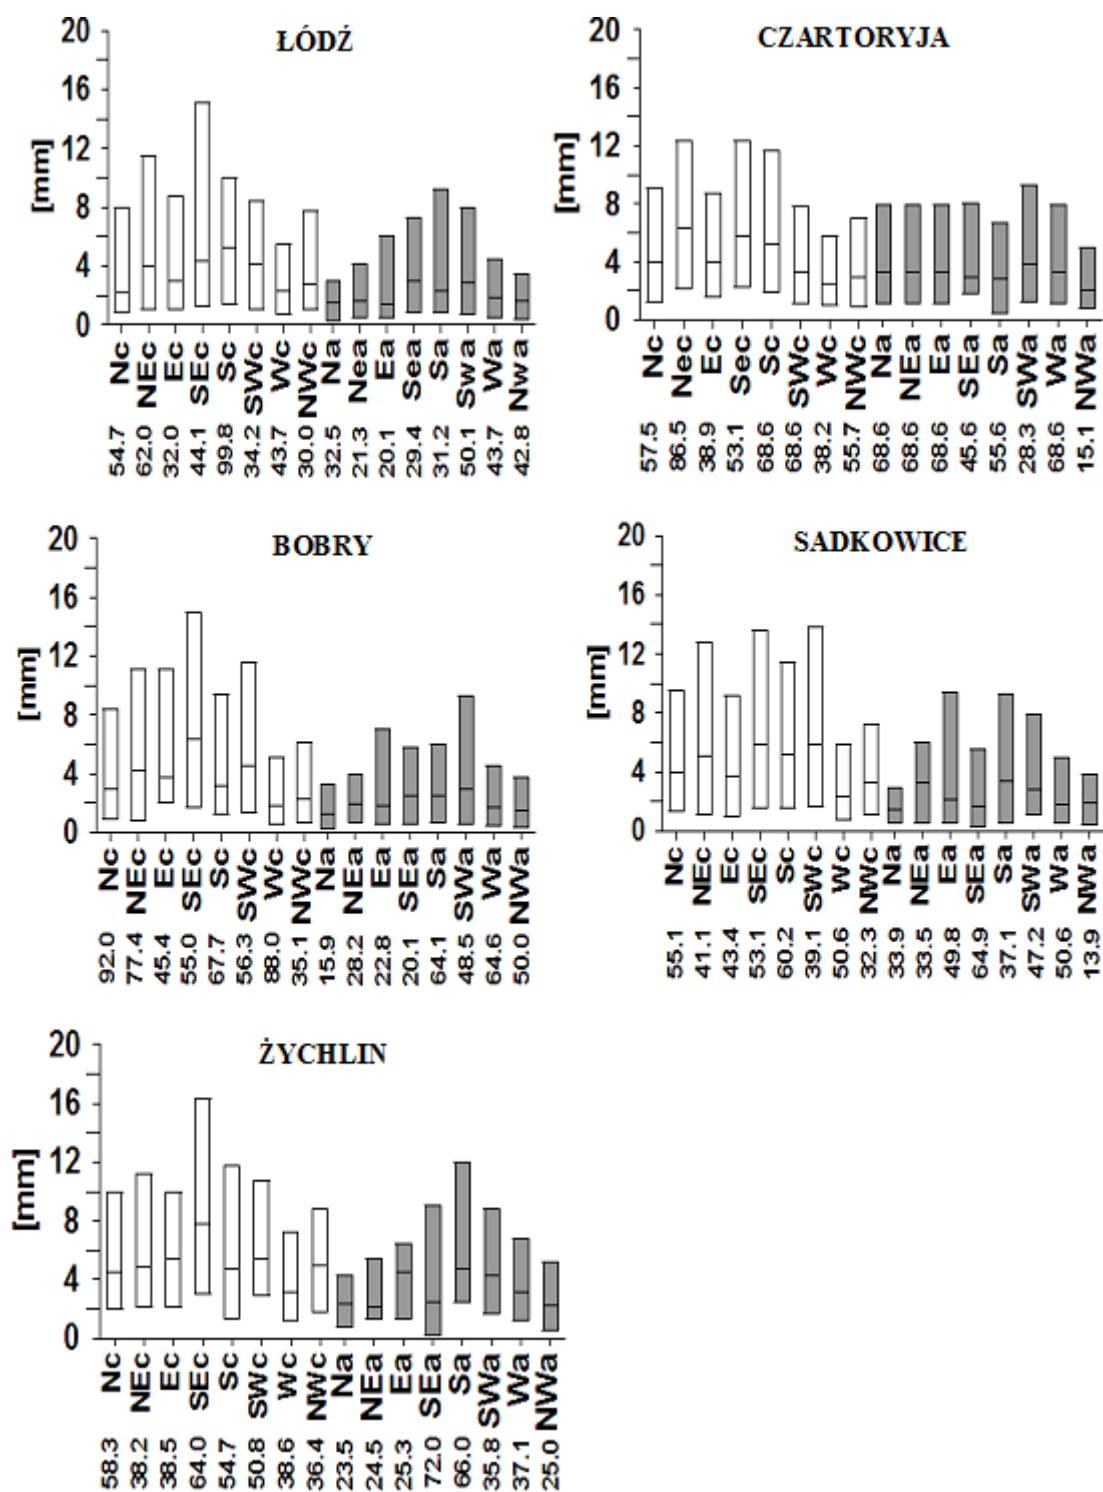 ŁÓDŹ
[mm]
20
16
12
8
4
0
Nc NEc Ec SEc Sc SWc Wc NWc Na Nea Ea Sea Sa Swa Wa Nwa
54.7 62.0 32.0 44.1 99.8 34.2 43.7 30.0 32.5 21.3 20.1 29.4 31.2 50.1 43.7 42.8
CZARTORYJA
[mm]
20
16
12
8
4
0
Nc Nec Ec Sec Sc SWc Wc NWc Na NEa Ea SEa Sa SWa Wa NWa
57.5 86.5 38.9 53.1 68.6 68.6 38.2 55.7 68.6 68.6 68.6 45.6 55.6 28.3 68.6 15.1
BOBRY
[mm]
20
16
12
8
4
0
Nc NEc Ec SEc Sc SWc Wc NWc Na NEa Ea SEa Sa SWa Wa NWa
92.0 77.4 45.4 55.0 67.7 56.3 88.0 35.1 15.9 28.2 22.8 20.1 64.1 48.5 64.6 50.0
SADKOWICE
[mm]
20
16
12
8
4
0
Nc NEc Ec SEc Sc SWc Wc NWc Na NEa Ea SEa Sa SWa Wa NWa
55.1 41.1 43.4 53.1 60.2 39.1 50.6 32.3 33.9 33.5 49.8 64.9 37.1 47.2 50.6 13.9
ŻYCHLIN
[mm]
20
16
12
8
4
0
Nc NEc Ec SEc Sc SWc Wc NWc Na NEa Ea SEa Sa SWa Wa NWa
58.3 38.2 38.5 64.0 54.7 50.8 38.6 36.4 23.5 24.5 25.3 72.0 66.0 35.8 37.1 25.0